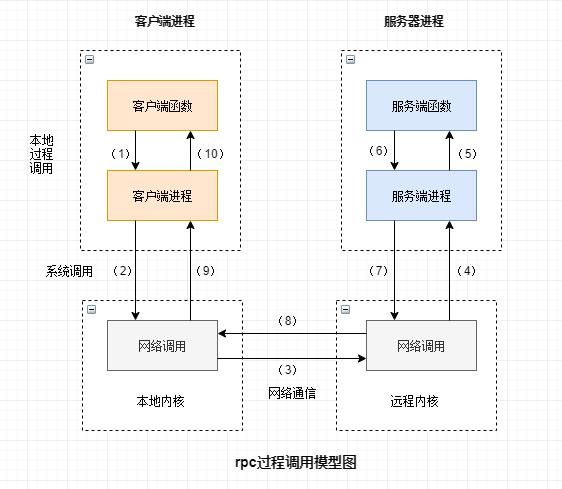 客户端进程
服务器进程
客户端函数
服务端函数
本地
过程
调用
（1）
（10）
（6）
（5）
客户端进程
服务端进程
系统调用
（2）
（9）
（7）
（4）
（8）
网络调用
网络调用
（3）
网络通信
本地内核
远程内核
rpc过程调用模型图